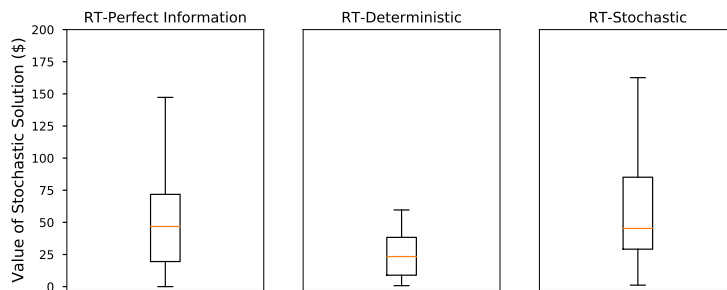 RT-Perfect Information
RT-Deterministic
RT-Stochastic
Value of Stochastic Solution ($)
200
175
150
125
100
75
50
25
0